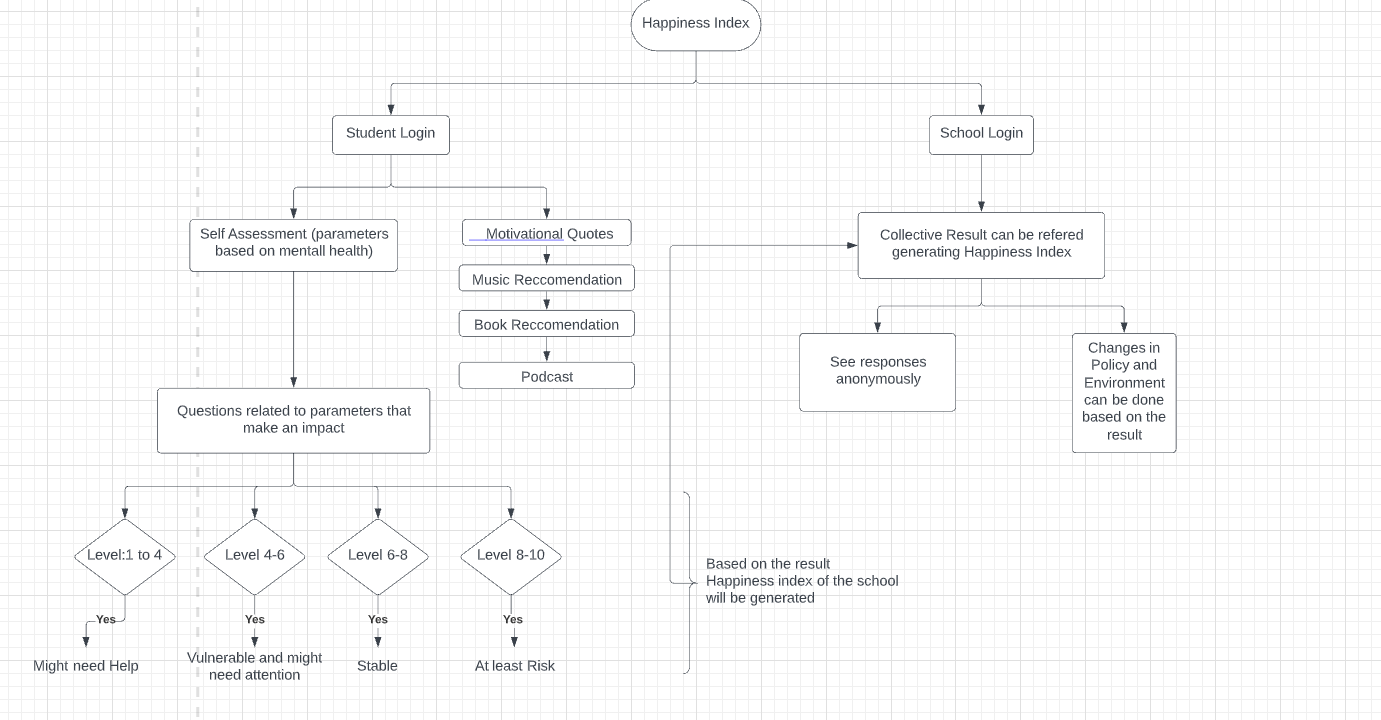 Happiness Index
Student Login
School Login
Self Assessment (parameters
based on mentall health)
Motivational Quotes
Music Reccomendation
Book Reccomendation
Podcast
Collective Result can be refered
generating Happiness Index
See responses
anonymously
Changes in
Policy and
Environment
can be done
based on the
result
Questions related to parameters that
make an impact
Level:1 to 4
Level 4-6
Level 6-8
Level 8-10
Yes
Yes
Yes
Yes
Might need Help
Vulnerable and might
need attention
Stable
At least Risk
Based on the result
Happiness index of the school
will be generated